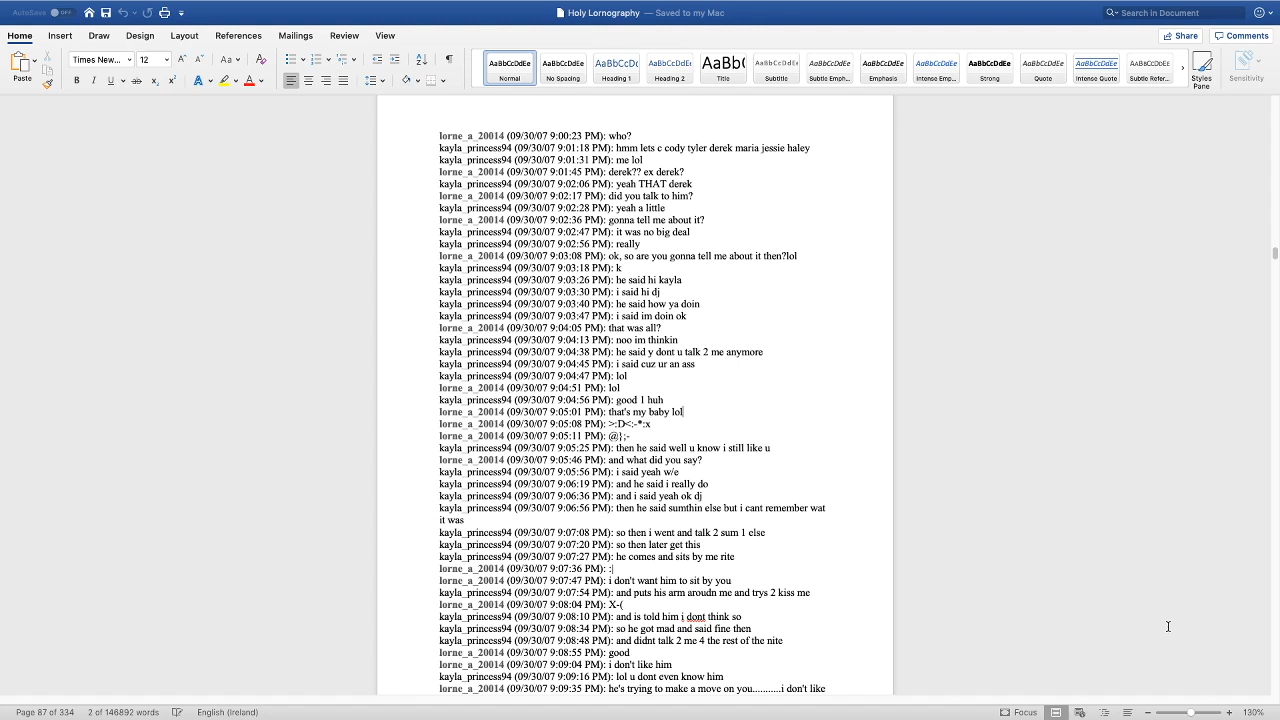 AutoSave OFF
Holy Lornography — Saved to my Mac
Search in Document
Home Insert Draw Design Layout References Mailings Review View
Share Comments
Paste
Times New... 12
AaBbCcDdEe Normal
AaBbCcDdEe No Spacing
AaBbCcDc Heading 1
AaBbCcDdEe Heading 2
AaBb( Title
AaBbCcDdEe Subtitle
AaBbCcDdEe Subtle Emph...
AaBbCcDdEe Emphasis
AaBbCcDdEe Intense Emp...
AaBbCcDdEe Strong
AaBbCcDdEe Quote
AaBbCcDdEe Intense Quote
AaBbCcDdEe Subtle Refer...
Styles Pane
Sensitivity
lorne_a_20014 (09/30/07 9:00:23 PM): who?
kayla_princess94 (09/30/07 9:01:18 PM): hmm lets c cody tyler derek maria jessie haley
kayla_princess94 (09/30/07 9:01:31 PM): me lol
lorne_a_20014 (09/30/07 9:01:45 PM): derek?? ex derek?
kayla_princess94 (09/30/07 9:02:06 PM): yeah THAT derek
lorne_a_20014 (09/30/07 9:02:17 PM): did you talk to him?
kayla_princess94 (09/30/07 9:02:28 PM): yeah a little
lorne_a_20014 (09/30/07 9:02:36 PM): gonna tell me about it?
kayla_princess94 (09/30/07 9:02:47 PM): it was no big deal
kayla_princess94 (09/30/07 9:02:56 PM): really
lorne_a_20014 (09/30/07 9:03:08 PM): ok, so are you gonna tell me about it then?lol
kayla_princess94 (09/30/07 9:03:18 PM): k
kayla_princess94 (09/30/07 9:03:26 PM): he said hi kayla
kayla_princess94 (09/30/07 9:03:30 PM): i said hi dj
kayla_princess94 (09/30/07 9:03:40 PM): he said how ya doin
kayla_princess94 (09/30/07 9:03:47 PM): i said im doin ok
lorne_a_20014 (09/30/07 9:04:05 PM): that was all?
kayla_princess94 (09/30/07 9:04:13 PM): noo im thinkin
kayla_princess94 (09/30/07 9:04:38 PM): he said y dont u talk 2 me anymore
kayla_princess94 (09/30/07 9:04:45 PM): i said cuz ur an ass
kayla_princess94 (09/30/07 9:04:47 PM): lol
lorne_a_20014 (09/30/07 9:04:51 PM): lol
kayla_princess94 (09/30/07 9:04:56 PM): good 1 huh
lorne_a_20014 (09/30/07 9:05:01 PM): that's my baby lol
lorne_a_20014 (09/30/07 9:05:08 PM): >:D<:-*:x
lorne_a_20014 (09/30/07 9:05:11 PM): @};-
kayla_princess94 (09/30/07 9:05:25 PM): then he said well u know i still like u
lorne_a_20014 (09/30/07 9:05:46 PM): and what did you say?
kayla_princess94 (09/30/07 9:05:56 PM): i said yeah w/e
kayla_princess94 (09/30/07 9:06:19 PM): and he said i really do
kayla_princess94 (09/30/07 9:06:36 PM): and i said yeah ok dj
kayla_princess94 (09/30/07 9:06:56 PM): then he said sumthin else but i cant remember wat
it was
kayla_princess94 (09/30/07 9:07:08 PM): so then i went and talk 2 sum 1 else
kayla_princess94 (09/30/07 9:07:20 PM): so then later get this
kayla_princess94 (09/30/07 9:07:27 PM): he comes and sits by me rite
lorne_a_20014 (09/30/07 9:07:36 PM): :|
lorne_a_20014 (09/30/07 9:07:47 PM): i don't want him to sit by you
kayla_princess94 (09/30/07 9:07:54 PM): and puts his arm aroudn me and trys 2 kiss me
lorne_a_20014 (09/30/07 9:08:04 PM): X-(
kayla_princess94 (09/30/07 9:08:10 PM): and is told him i dont think so
kayla_princess94 (09/30/07 9:08:34 PM): so he got mad and said fine then
kayla_princess94 (09/30/07 9:08:48 PM): and didnt talk 2 me 4 the rest of the nite
lorne_a_20014 (09/30/07 9:08:55 PM): good
lorne_a_20014 (09/30/07 9:09:04 PM): i don't like him
kayla_princess94 (09/30/07 9:09:16 PM): lol u dont even know him
lorne_a_20014 (09/30/07 9:09:35 PM): he's trying to make a move on you...........i don't like
Page 87 of 334 2 of 146892 words English (Ireland) Focus 130%